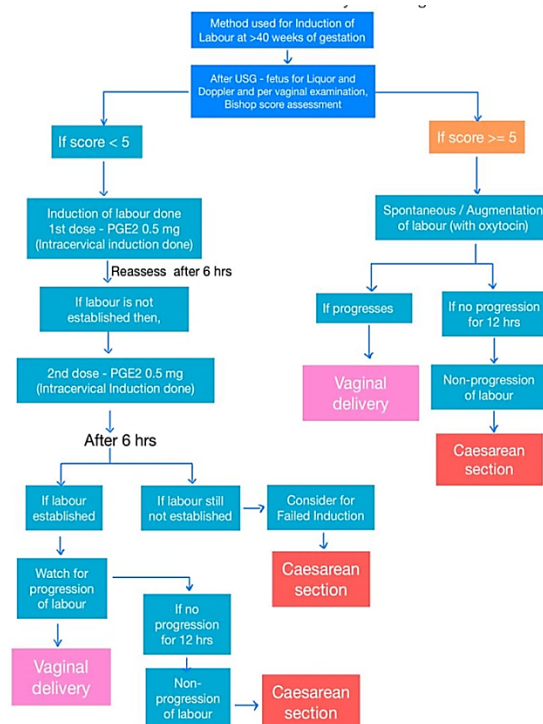 Method used for Induction of
Labour at >40 weeks of gestation
After USG - fetus for Liquor and
Doppler and per vaginal examination,
Bishop score assessment
If score < 5
If score >= 5
Induction of labour done
1st dose - PGE2 0.5 mg
(Intracervical induction done)
Spontaneous / Augmentation
of labour (with oxytocin)
Reassess after 6 hrs
If labour is not
established then,
If progresses
If no progression
for 12 hrs
2nd dose - PGE2 0.5 mg
(Intracervical Induction done)
Vaginal
delivery
Non-progression
of labour
After 6 hrs
Caesarean
section
If labour
established
If labour still
not established
Consider for
Failed Induction
Watch for
progression
of labour
Caesarean
section
If no
progression
for 12 hrs
Vaginal
delivery
Non-
progression
of labour
Caesarean
section